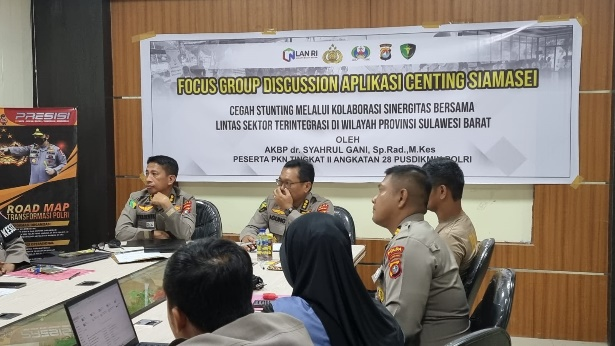 LAN RI
FOCUS GROUP DISCUSSION APLIKASI CENTING SIAMASEI
CEGAH STUNTING MELALUI KOLABORASI SINERGITAS BERSAMA
LINTAS SEKTOR TERINTEGRASI DI WILAYAH PROVINSI SULAWESI BARAT
OLEH
AKBP dr. SYAHRUL GANI, Sp.Rad.,M.Kes
PESERTA PKN TINGKAT II ANGKATAN 28 PUSDIKMIN POLRI
PRESISI
ROAD MAP
TRANSFORMASI POLRI